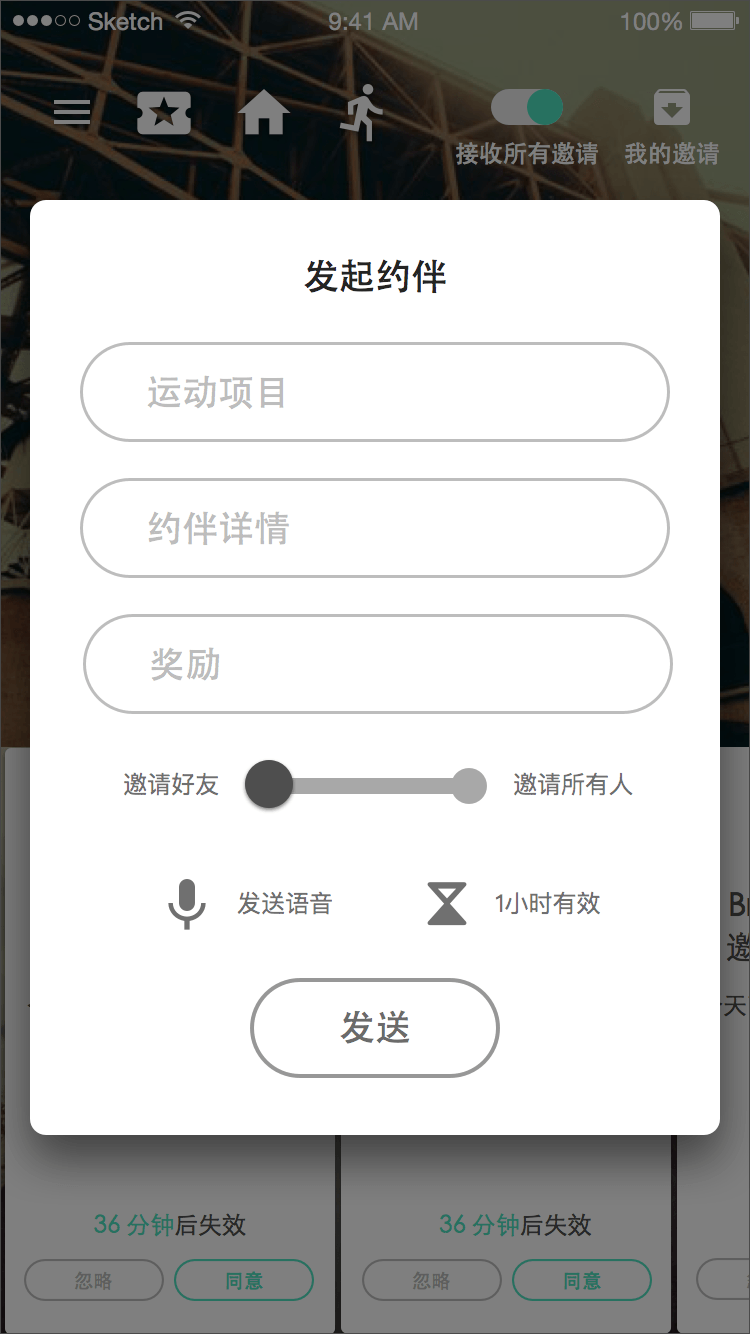 Sketch 9:41 AM 100%
接收所有邀请 我的邀请
发起约伴
运动项目
约伴详情
奖励
邀请好友 邀请所有人
发送语音 1小时有效
天
发送
36 分钟后失效 36 分钟后失效
忽略 同意 忽略 同意